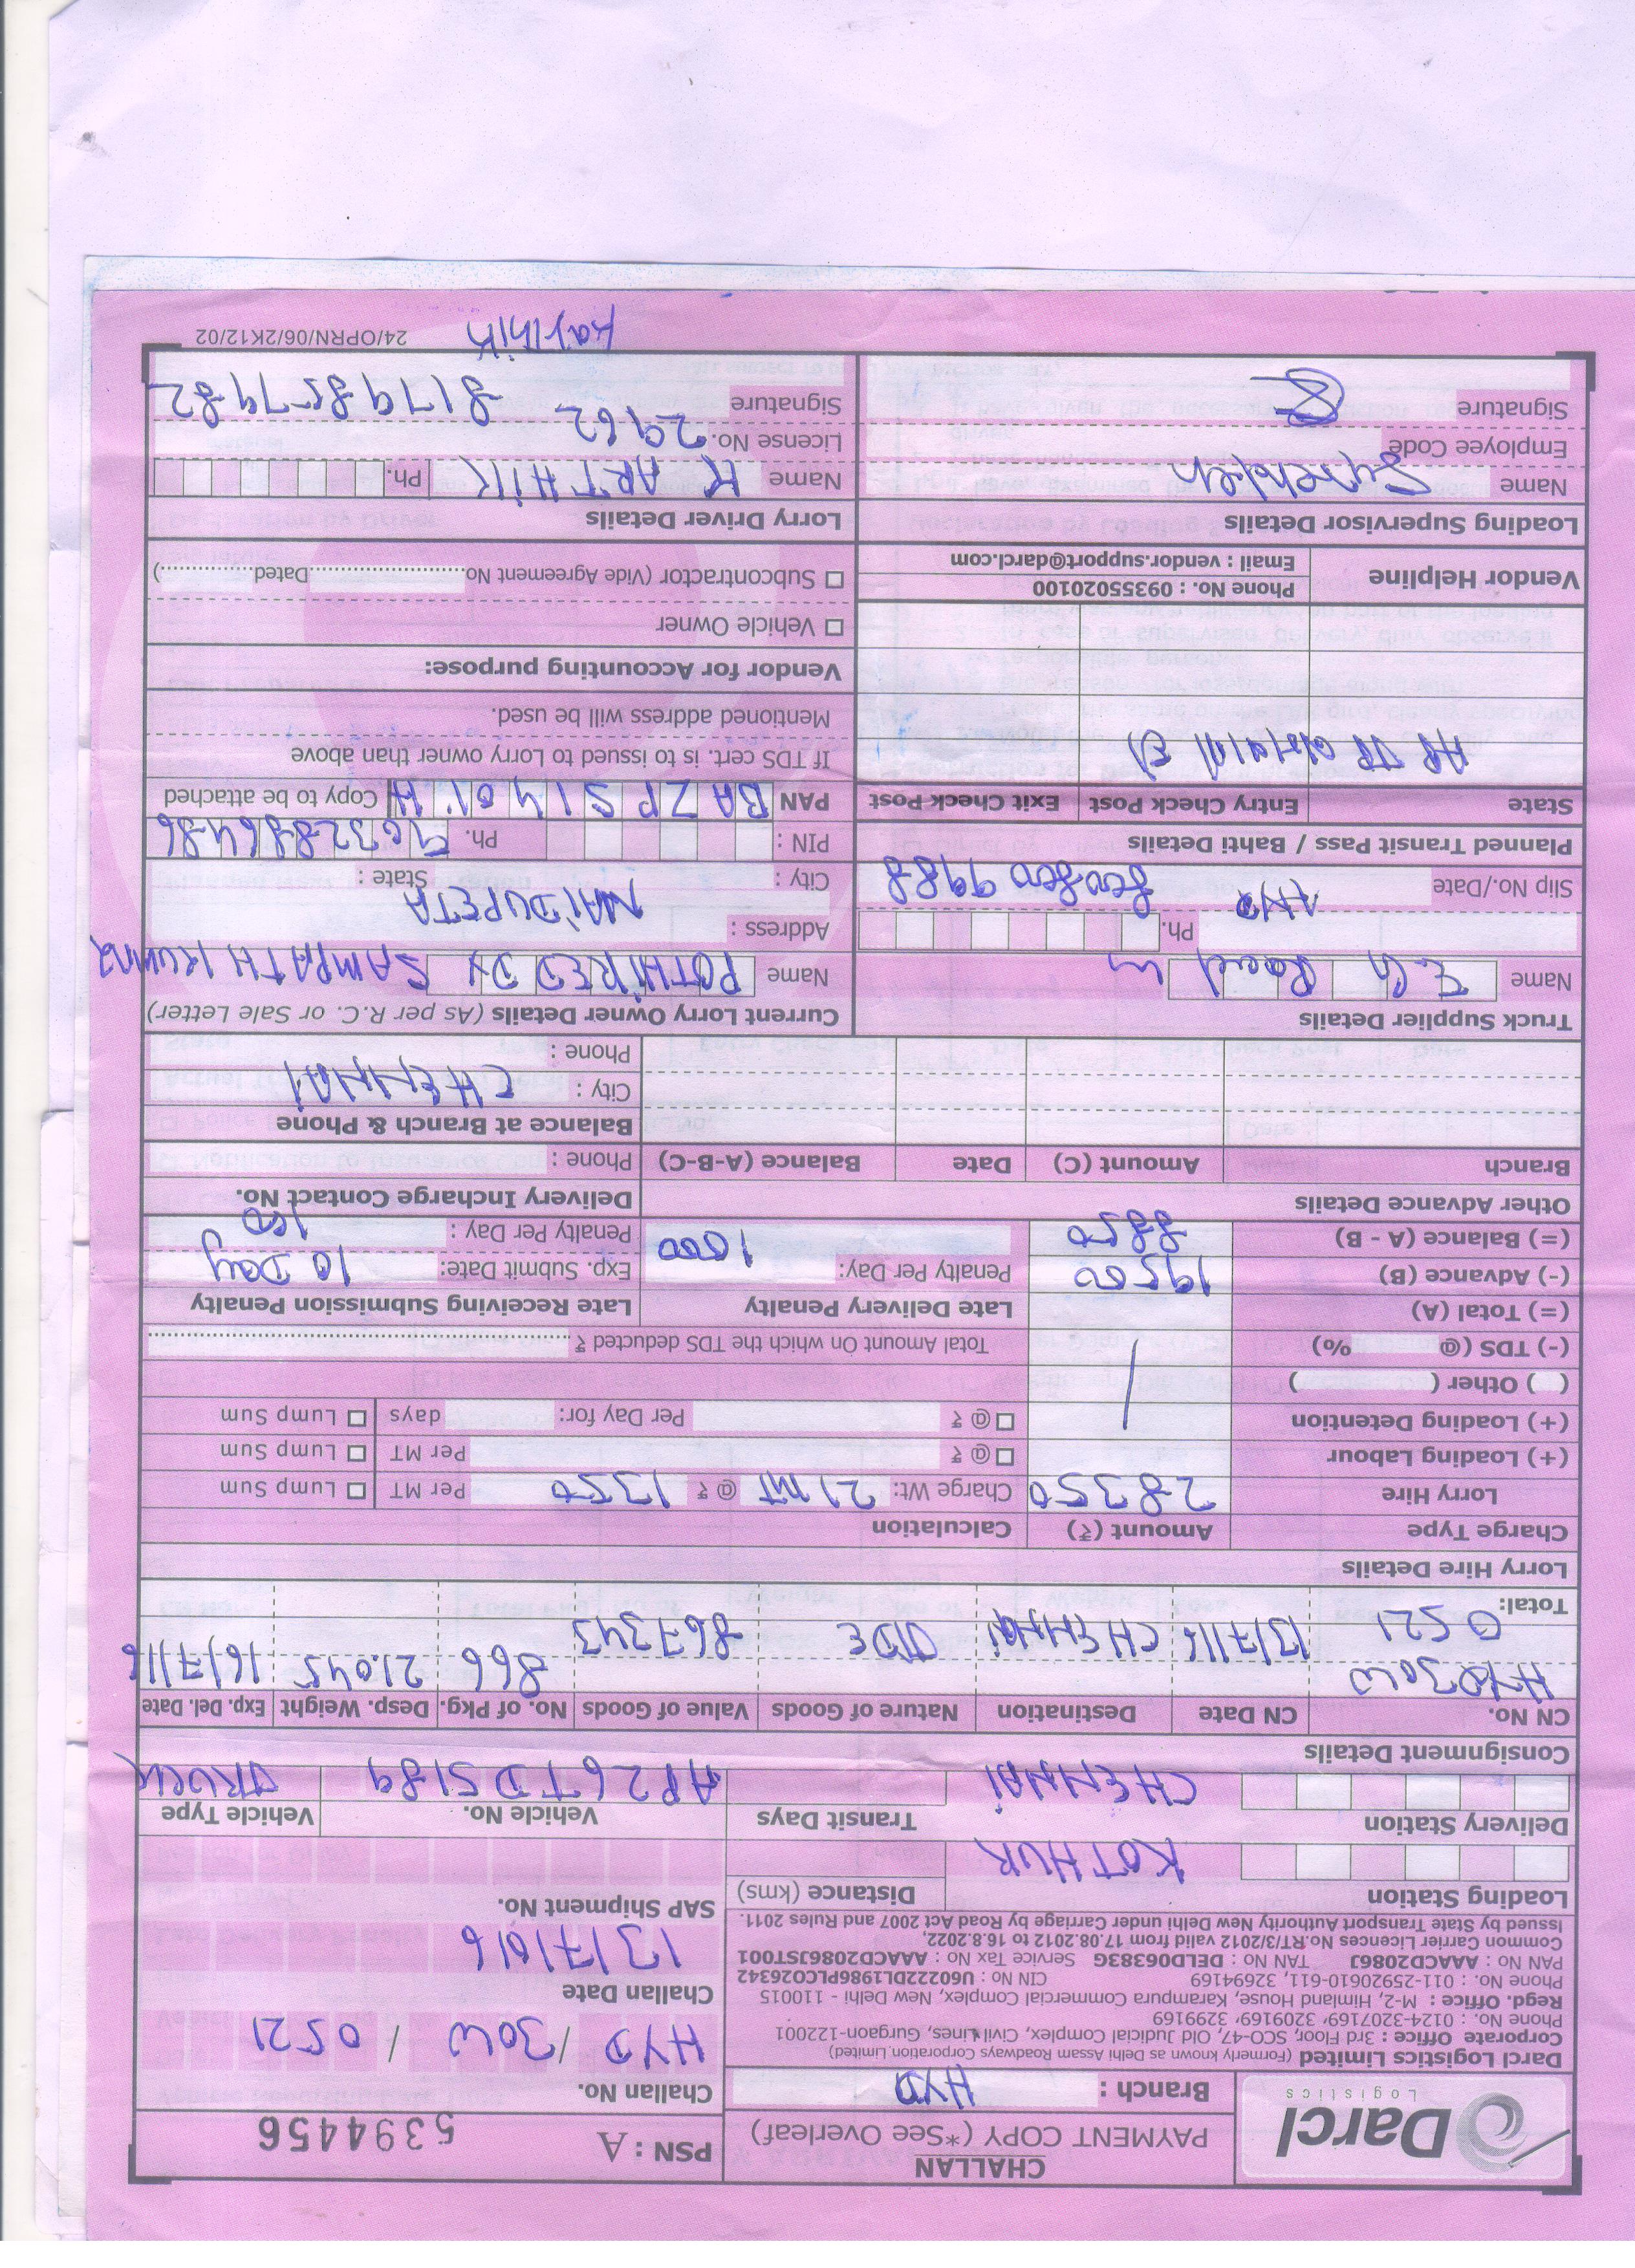 Darcl
Logistics
CHALLAN
PAYMENT COPY (*See Overleaf)
Branch : HYD
PSN : A 5394456
Darcl Logistics Limited (Formerly known as Delhi Assam Roadways Corporation Limited)
Corporate Office : 3rd Floor, SCO-47, Old Judicial Complex, Civil Lines, Gurgaon-122001
Phone No. : 0124-3207169, 3209169, 3299169
Regd. Office : M-2, Himland House, Karampura Commercial Complex, New Delhi - 110015
Phone No. : 011-25920610-611, 32694169 CIN No : U60222DL1986PLC026342
PAN No : AAACD2086J TAN No : DELD06383G Service Tax No : AAACD2086JST001
Common Carrier Licences No.RT/3/2012 valid from 17.08.2012 to 16.8.2022,
Issued by State Transport Authority New Delhi under Carriage by Road Act 2007 and Rules 2011.
Challan No.
HYD / 30W / 0521
Challan Date
13/7/016
SAP Shipment No.
Loading Station KOTHUR
Distance (kms)
Delivery Station CHENNAI
Transit Days
Vehicle No. Vehicle Type
AP26TD5189 TRUCK
Consignment Details
CN No. CN Date Destination Nature of Goods Value of Goods No. of Pkg. Desp. Weight Exp. Del. Date
HYD30W 866 21.045 16/7/16
0521 13/7/16 CHENNAI 867343
Total:
Lorry Hire Details
Charge Type Amount (₹) Calculation
Lorry Hire 28350 Charge Wt: 21 MT @ ₹ 1350 Per MT Lump Sum
(+) Loading Labour @ ₹ Per MT Lump Sum
(+) Loading Detention @ ₹ Per Day for: days Lump Sum
( ) Other ( )
(-) TDS (@ %) Total Amount On which the TDS deducted ₹
(=) Total (A)
(-) Advance (B) 19500
(=) Balance (A - B) 8850
Late Delivery Penalty
Penalty Per Day: 1000
Late Receiving Submission Penalty
Exp. Submit Date: 10 Day
Penalty Per Day : 100
Other Advance Details
Branch Amount (C) Date Balance (A-B-C)
Delivery Incharge Contact No.
Phone :
Balance at Branch & Phone
City : CHENNAI
Phone :
Truck Supplier Details
Name
Ph.
Slip No./Date
Current Lorry Owner Details (As per R.C. or Sale Letter)
Name POTHIREDDY SAMPATH KUMAR
Address :
NAIDUPETA
City : State :
PIN : Ph.
PAN BAZPS1401H Copy to be attached
If TDS cert. is to issued to Lorry owner than above
Mentioned address will be used.
Planned Transit Pass / Bahti Details
State Entry Check Post Exit Check Post
Vendor for Accounting purpose:
Vehicle Owner
Subcontractor (Vide Agreement No Dated )
Vendor Helpline
Phone No. : 09355020100
Email : vendor.support@darcl.com
Loading Supervisor Details
Name
Employee Code
Signature
Lorry Driver Details
Name KARTHIK Ph.
License No. 2962
Signature 8179857982
Karthik
24/OPRN/06/2K12/02